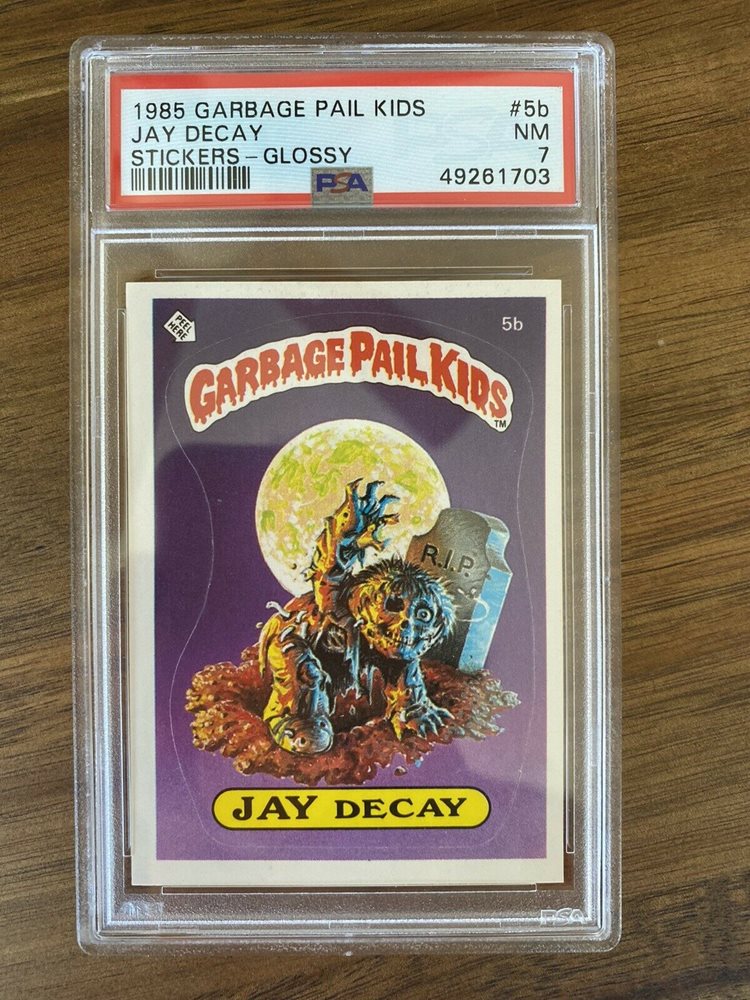 1985 GARBAGE PAIL KIDS #5b
JAY DECAY NM
STICKERS - GLOSSY 7
PSA 49261703
PEEL
HERE
5b
GARBAGE PAIL KIDS
TM
R.I.P.
JAY DECAY
PSA